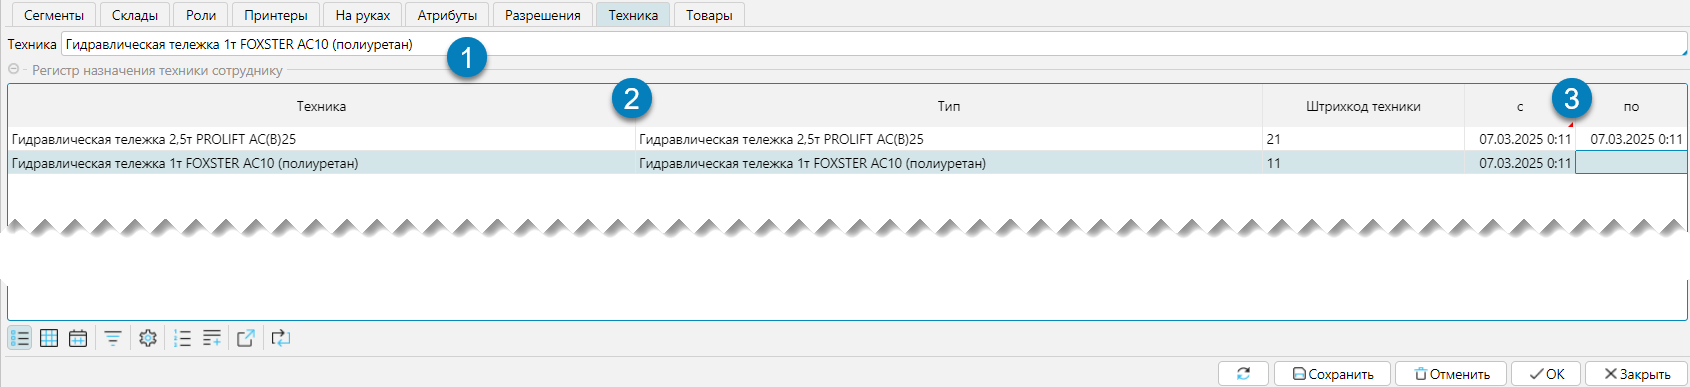 Сегменты Склады Роли Принтеры На руках Атрибуты Разрешения Техника Товары
Техника Гидравлическая тележка 1т FOXSTER AC10 (полиуретан)
1
Регистр назначения техники сотруднику
Техника 2 Тип Штрихкод техники с 3 по
Гидравлическая тележка 2,5т PROLIFT AC(B)25 Гидравлическая тележка 2,5т PROLIFT AC(B)25 21 07.03.2025 0:11 07.03.2025 0:11
Гидравлическая тележка 1т FOXSTER AC10 (полиуретан) Гидравлическая тележка 1т FOXSTER AC10 (полиуретан) 11 07.03.2025 0:11
Сохранить Отменить OK Закрыть